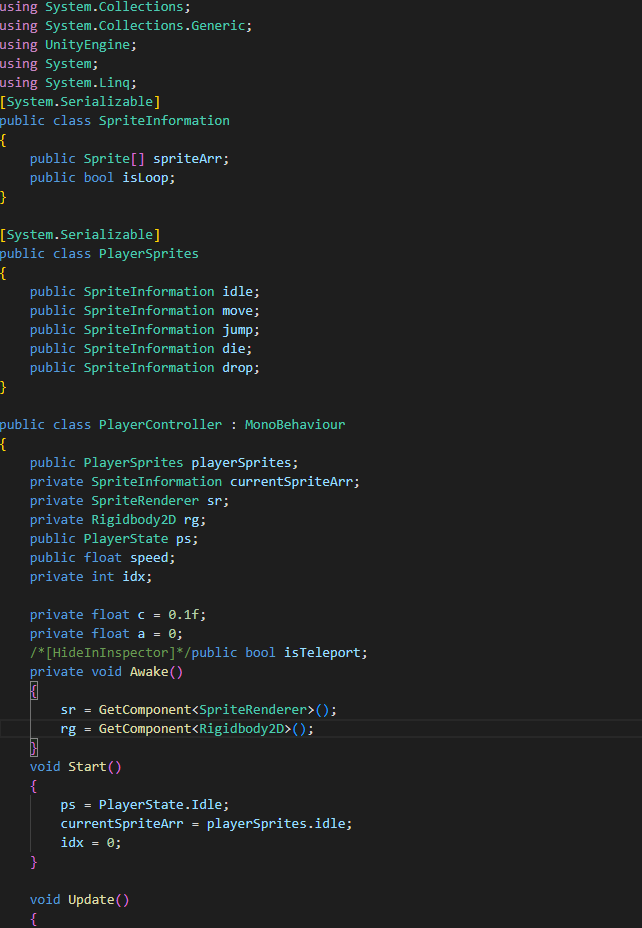 using System.Collections;
using System.Collections.Generic;
using UnityEngine;
using System;
using System.Linq;
[System.Serializable]
public class SpriteInformation
{
    public Sprite[] spriteArr;
    public bool isLoop;
}

[System.Serializable]
public class PlayerSprites
{
    public SpriteInformation idle;
    public SpriteInformation move;
    public SpriteInformation jump;
    public SpriteInformation die;
    public SpriteInformation drop;
}

public class PlayerController : MonoBehaviour
{
    public PlayerSprites playerSprites;
    private SpriteInformation currentSpriteArr;
    private SpriteRenderer sr;
    private Rigidbody2D rg;
    public PlayerState ps;
    public float speed;
    private int idx;

    private float c = 0.1f;
    private float a = 0;
    /*[HideInInspector]*/public bool isTeleport;
    private void Awake()
    {
        sr = GetComponent<SpriteRenderer>();
        rg = GetComponent<Rigidbody2D>();
    }
    void Start()
    {
        ps = PlayerState.Idle;
        currentSpriteArr = playerSprites.idle;
        idx = 0;
    }

    void Update()
    {